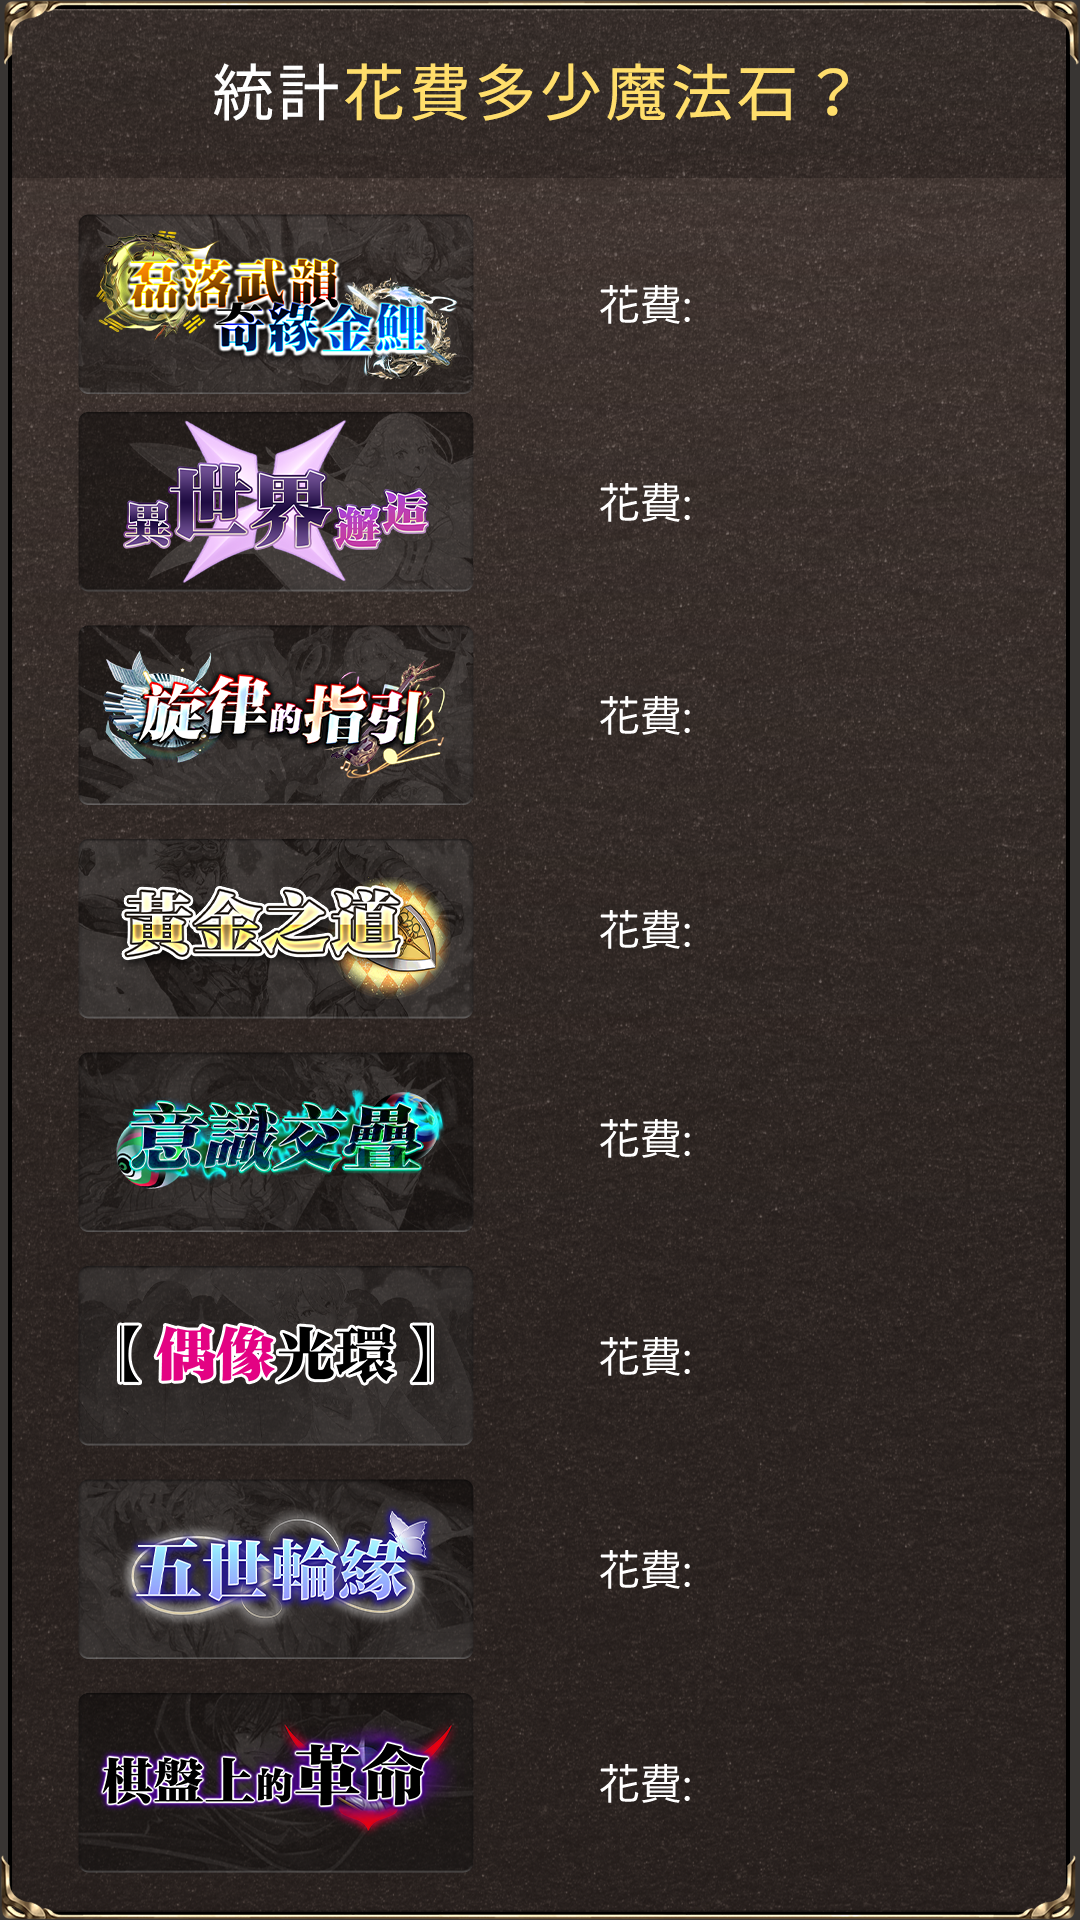 統計花費多少魔法石？
磊落武韻
奇緣金鯉
花費:
異世界邂逅
花費:
旋律的指引
花費:
黃金之道
花費:
意識交疊
花費:
【偶像光環】
花費:
五世輪緣
花費:
棋盤上的革命
花費: